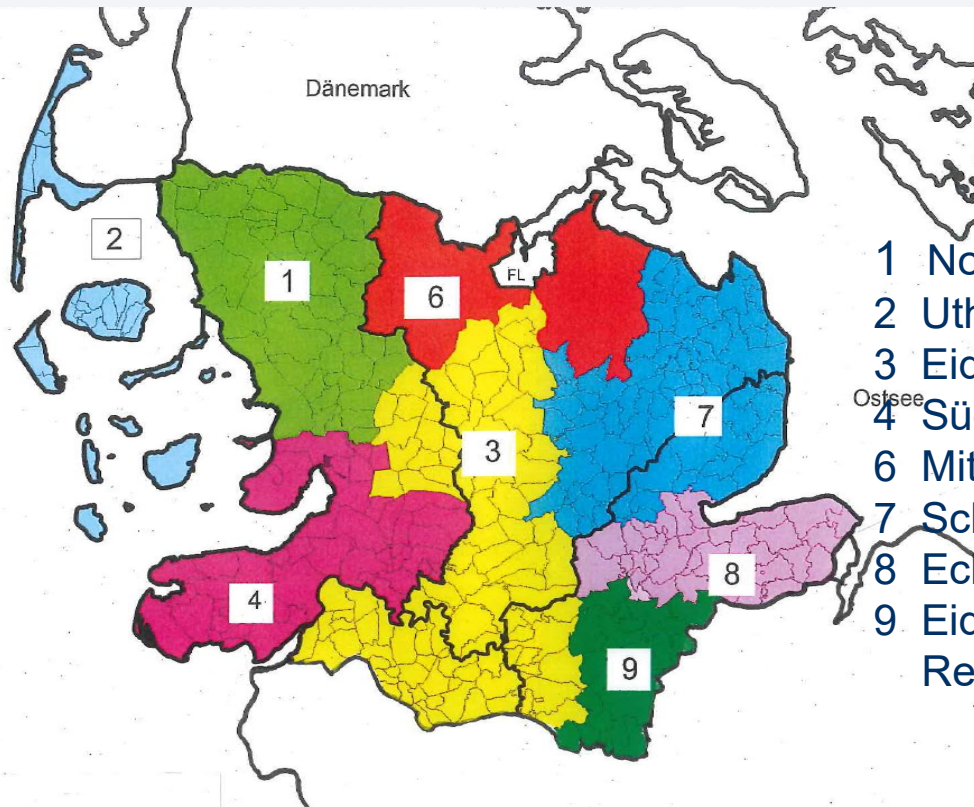 Dänemark
2
1
FL
6
1 No
2 Uth
3 Eid
Ostsee
4 Sü
7
3
6 Mit
7 Sch
8 Ecl
8
4
9 Eid
9
Re